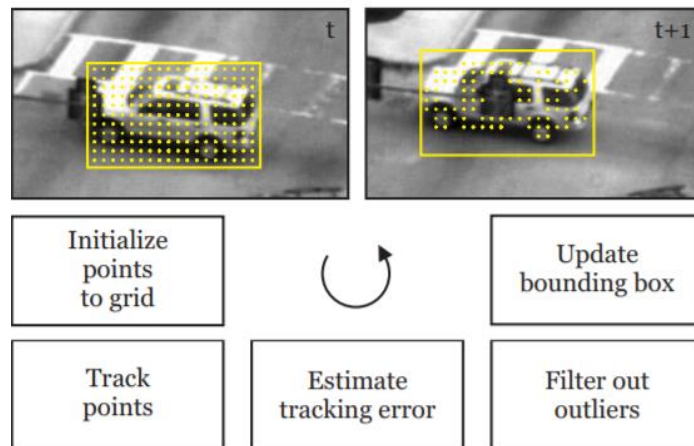 t
t+1
Initialize
points
to grid
Update
bounding box
Track
points
Estimate
tracking error
Filter out
outliers